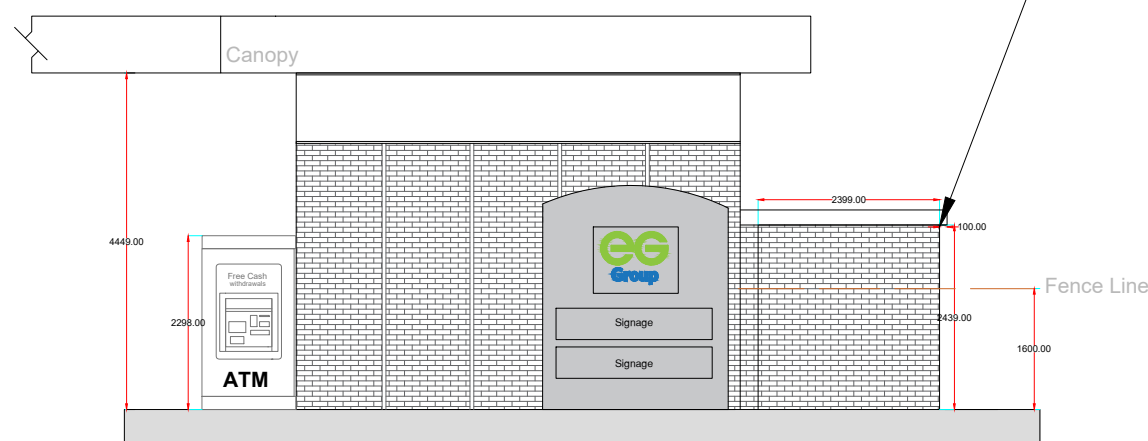 Canopy
4449.00
2298.00
Free Cash
withdrawals
ATM
eG
Group
Signage
Signage
2399.00
100.00
Fence Line
2439.00
1600.00